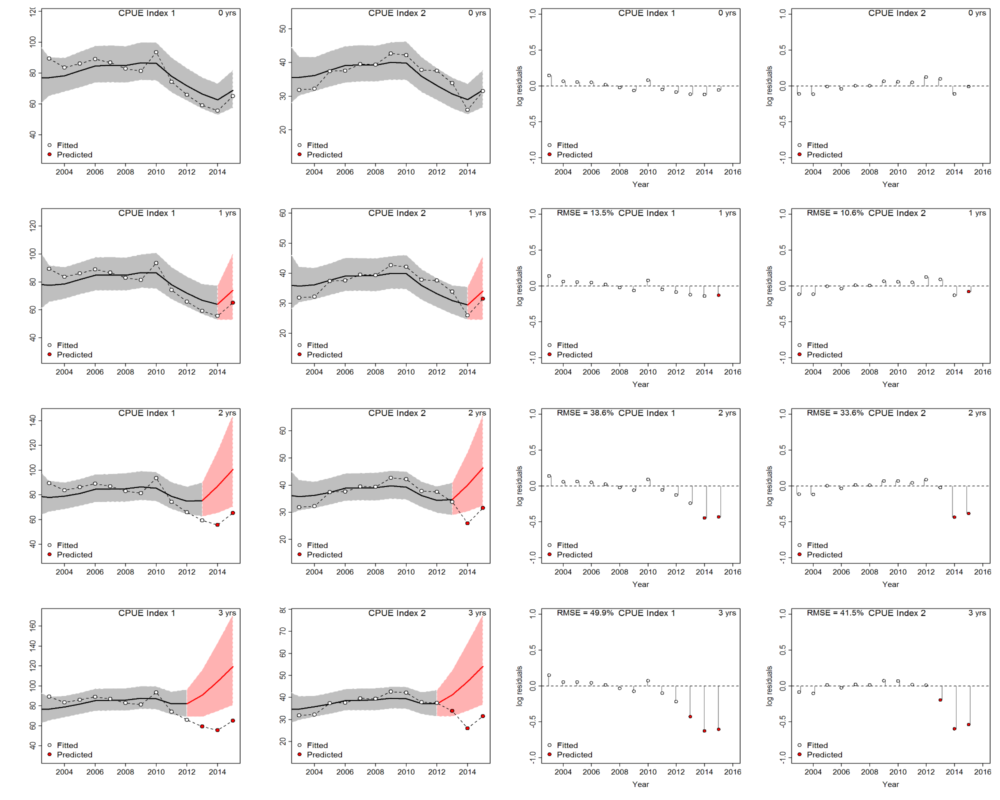 CPUE Index 1 0 yrs
120
100
80
60
40
Fitted
Predicted
2004 2006 2008 2010 2012 2014
CPUE Index 2 0 yrs
50
40
30
20
Fitted
Predicted
2004 2006 2008 2010 2012 2014
CPUE Index 1 0 yrs
1.0
0.5
0.0
-0.5
-1.0
log residuals
Fitted
Predicted
2004 2006 2008 2010 2012 2014 2016
Year
CPUE Index 2 0 yrs
1.0
0.5
0.0
-0.5
-1.0
log residuals
Fitted
Predicted
2004 2006 2008 2010 2012 2014 2016
Year
CPUE Index 1 1 yrs
120
100
80
60
40
Fitted
Predicted
2004 2006 2008 2010 2012 2014
CPUE Index 2 1 yrs
60
50
40
30
20
Fitted
Predicted
2004 2006 2008 2010 2012 2014
RMSE = 13.5% CPUE Index 1 1 yrs
1.0
0.5
0.0
-0.5
-1.0
log residuals
Fitted
Predicted
2004 2006 2008 2010 2012 2014 2016
Year
RMSE = 10.6% CPUE Index 2 1 yrs
1.0
0.5
0.0
-0.5
-1.0
log residuals
Fitted
Predicted
2004 2006 2008 2010 2012 2014 2016
Year
CPUE Index 1 2 yrs
140
120
100
80
60
40
Fitted
Predicted
2004 2006 2008 2010 2012 2014
CPUE Index 2 2 yrs
60
50
40
30
20
Fitted
Predicted
2004 2006 2008 2010 2012 2014
RMSE = 38.6% CPUE Index 1 2 yrs
1.0
0.5
0.0
-0.5
-1.0
log residuals
Fitted
Predicted
2004 2006 2008 2010 2012 2014 2016
Year
RMSE = 33.6% CPUE Index 2 2 yrs
1.0
0.5
0.0
-0.5
-1.0
log residuals
Fitted
Predicted
2004 2006 2008 2010 2012 2014 2016
Year
CPUE Index 1 3 yrs
160
140
120
100
80
60
40
Fitted
Predicted
2004 2006 2008 2010 2012 2014
CPUE Index 2 3 yrs
80
70
60
50
40
30
20
Fitted
Predicted
2004 2006 2008 2010 2012 2014
RMSE = 49.9% CPUE Index 1 3 yrs
1.0
0.5
0.0
-0.5
-1.0
log residuals
Fitted
Predicted
2004 2006 2008 2010 2012 2014 2016
Year
RMSE = 41.5% CPUE Index 2 3 yrs
1.0
0.5
0.0
-0.5
-1.0
log residuals
Fitted
Predicted
2004 2006 2008 2010 2012 2014 2016
Year